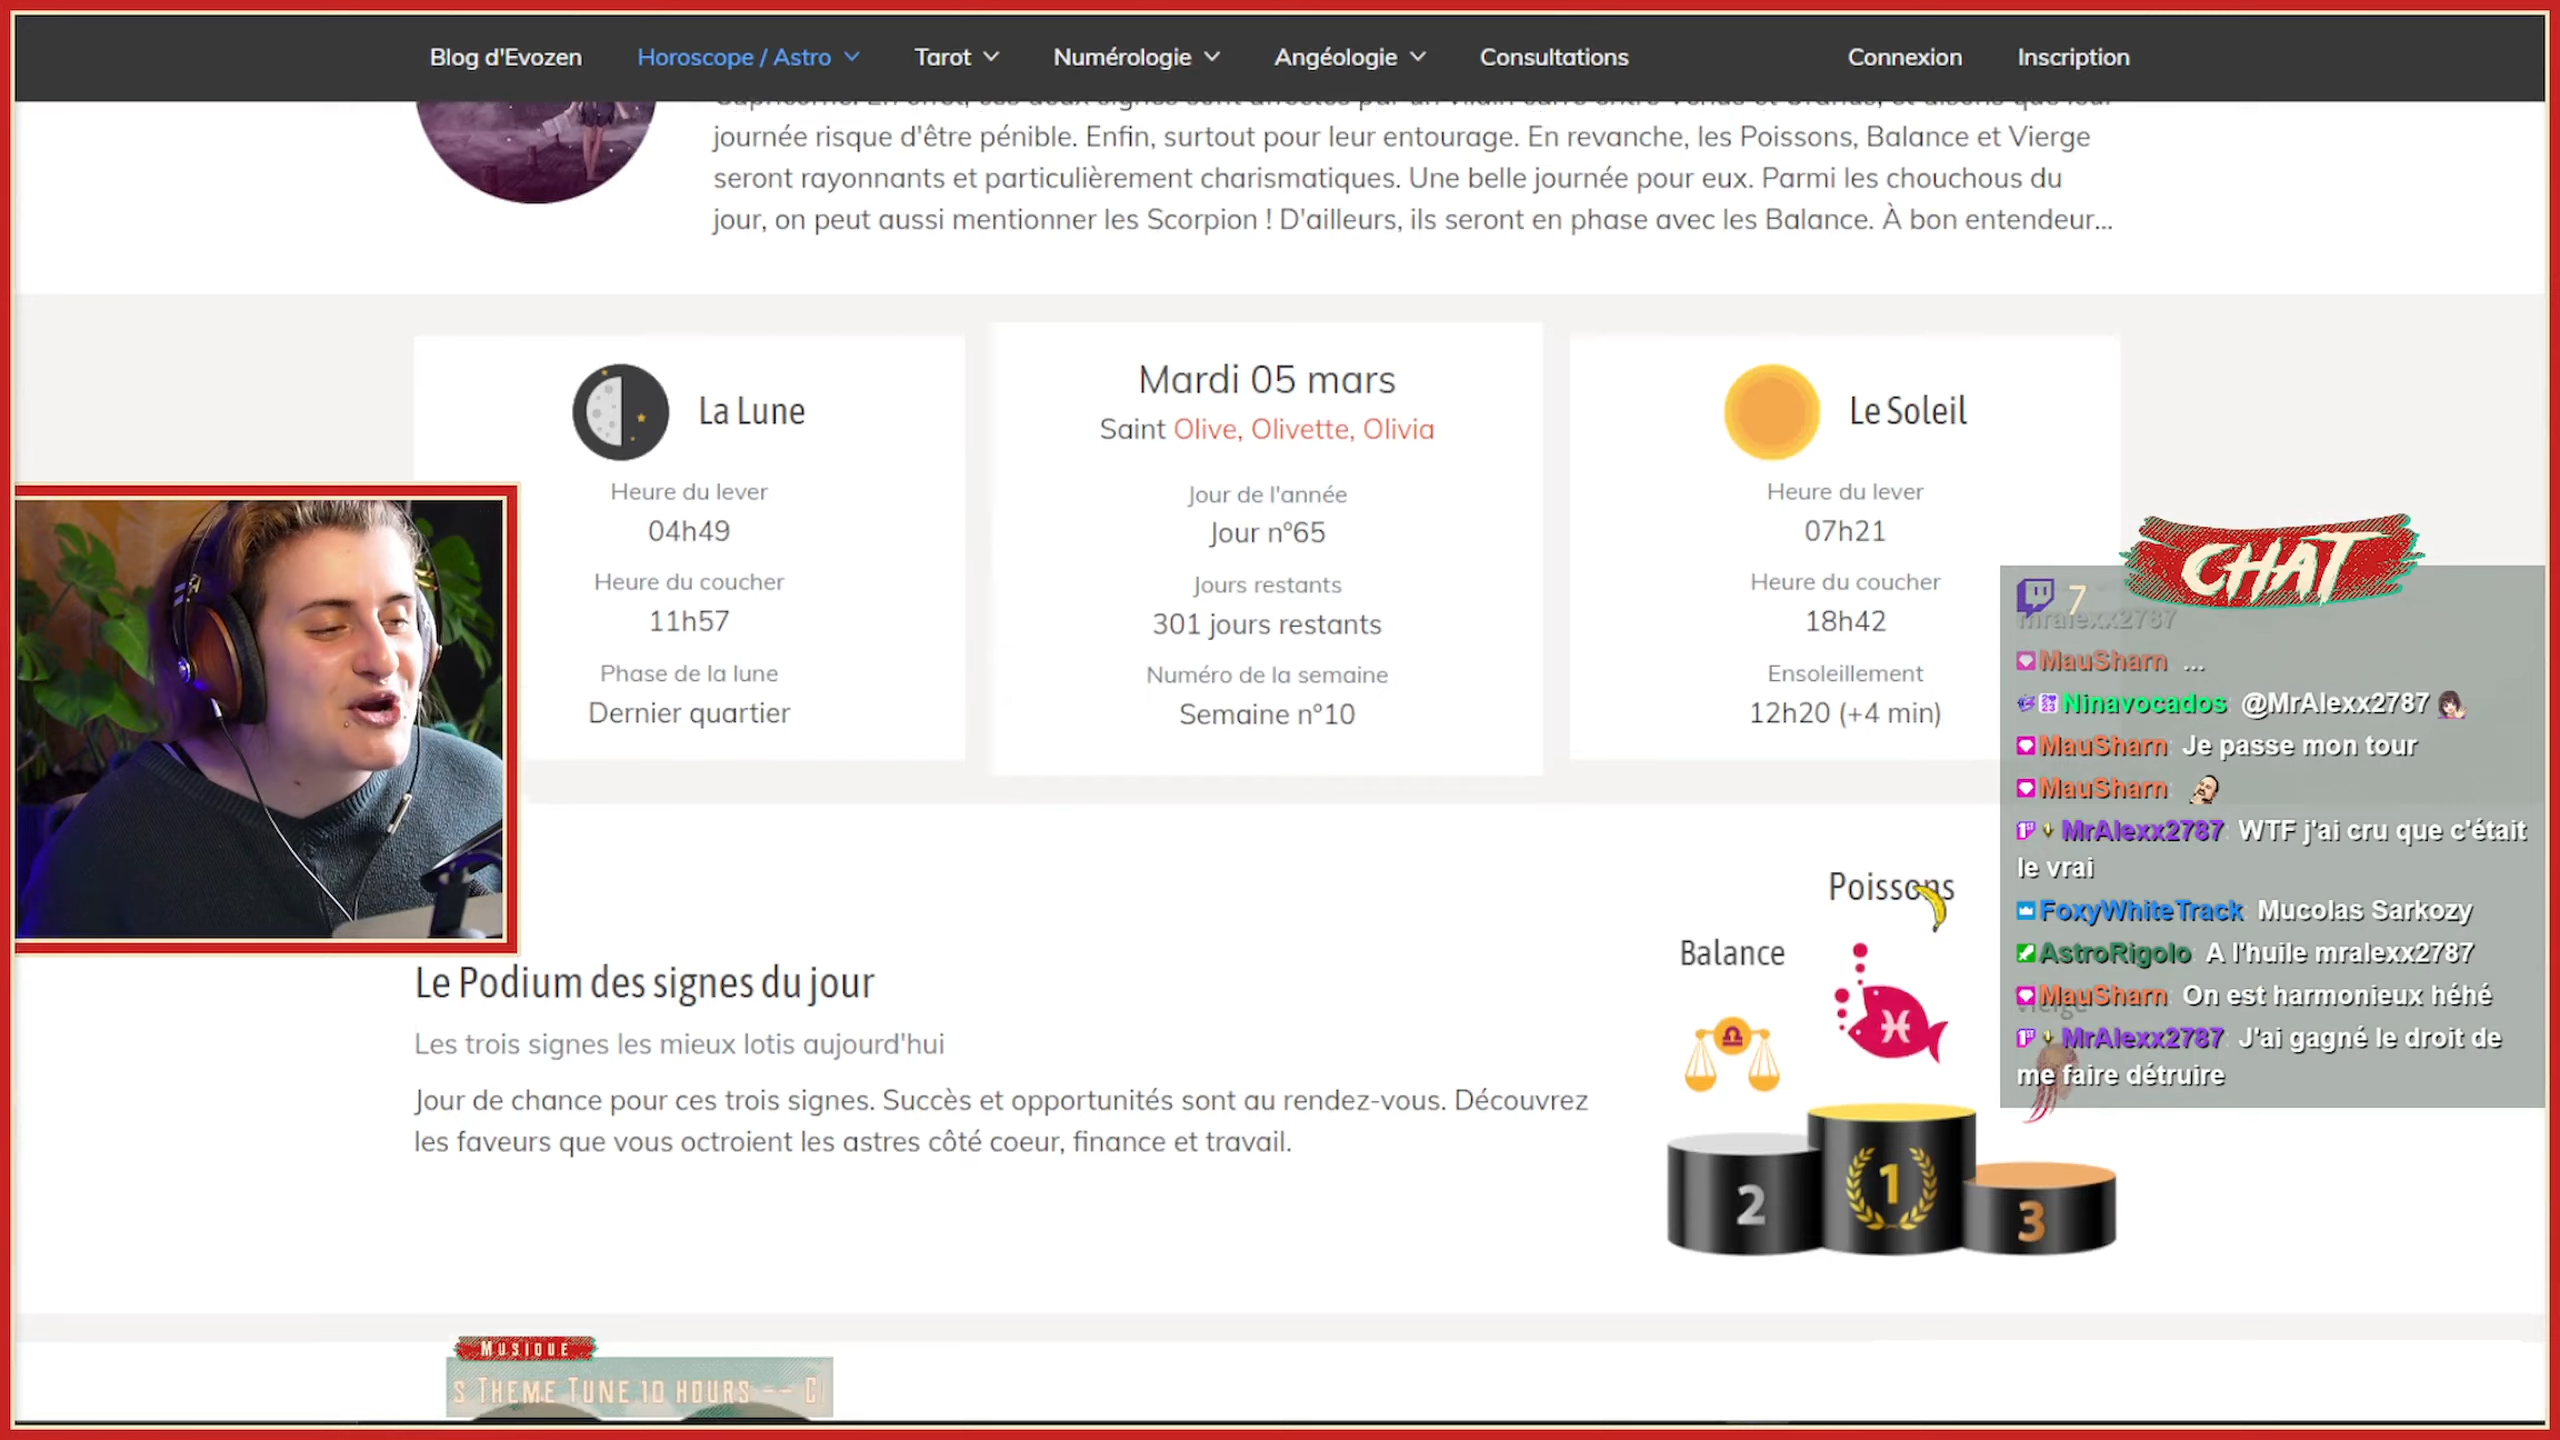 Blog d'Evozen
Horoscope / Astro
Tarot
Numérologie
Angéologie
Consultations
Connexion
Inscription
journée risque d'être pénible. Enfin, surtout pour leur entourage. En revanche, les Poissons, Balance et Vierge
seront rayonnants et particulièrement charismatiques. Une belle journée pour eux. Parmi les chouchous du
jour, on peut aussi mentionner les Scorpion ! D'ailleurs, ils seront en phase avec les Balance. À bon entendeur...
La Lune
Heure du lever
04h49
Heure du coucher
11h57
Phase de la lune
Dernier quartier
Mardi 05 mars
Saint Olive, Olivette, Olivia
Jour de l'année
Jour n°65
Jours restants
301 jours restants
Numéro de la semaine
Semaine n°10
Le Soleil
Heure du lever
07h21
Heure du coucher
18h42
Ensoleillement
12h20 (+4 min)
CHAT
7
mralexx2787
MauSharn ...
Ninavocados @MrAlexx2787
MauSharn: Je passe mon tour
MauSharn:
MrAlexx2787: WTF j'ai cru que c'était
le vrai
FoxyWhiteTrack: Mucolas Sarkozy
AstroRigolo: A l'huile mralexx2787
MauSharn: On est harmonieux héhé
MrAlexx2787: J'ai gagné le droit de
me faire détruire
Le Podium des signes du jour
Les trois signes les mieux lotis aujourd'hui
Jour de chance pour ces trois signes. Succès et opportunités sont au rendez-vous. Découvrez
les faveurs que vous octroient les astres côté coeur, finance et travail.
Poissons
Balance
Vierge
2
1
3
MUSIQUE
S THEME TUNE 10 HOURS -- C